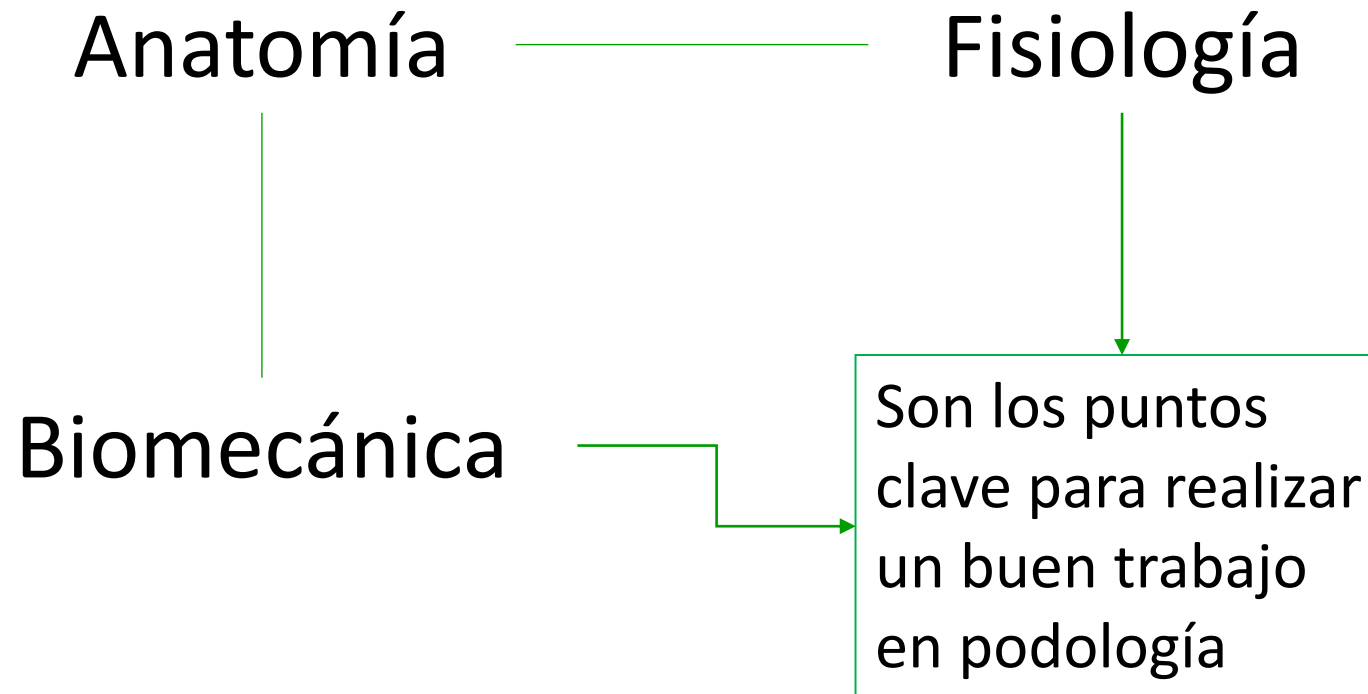 Anatomía
Fisiología
Biomecánica
Son los puntos
clave para realizar
un buen trabajo
en podología